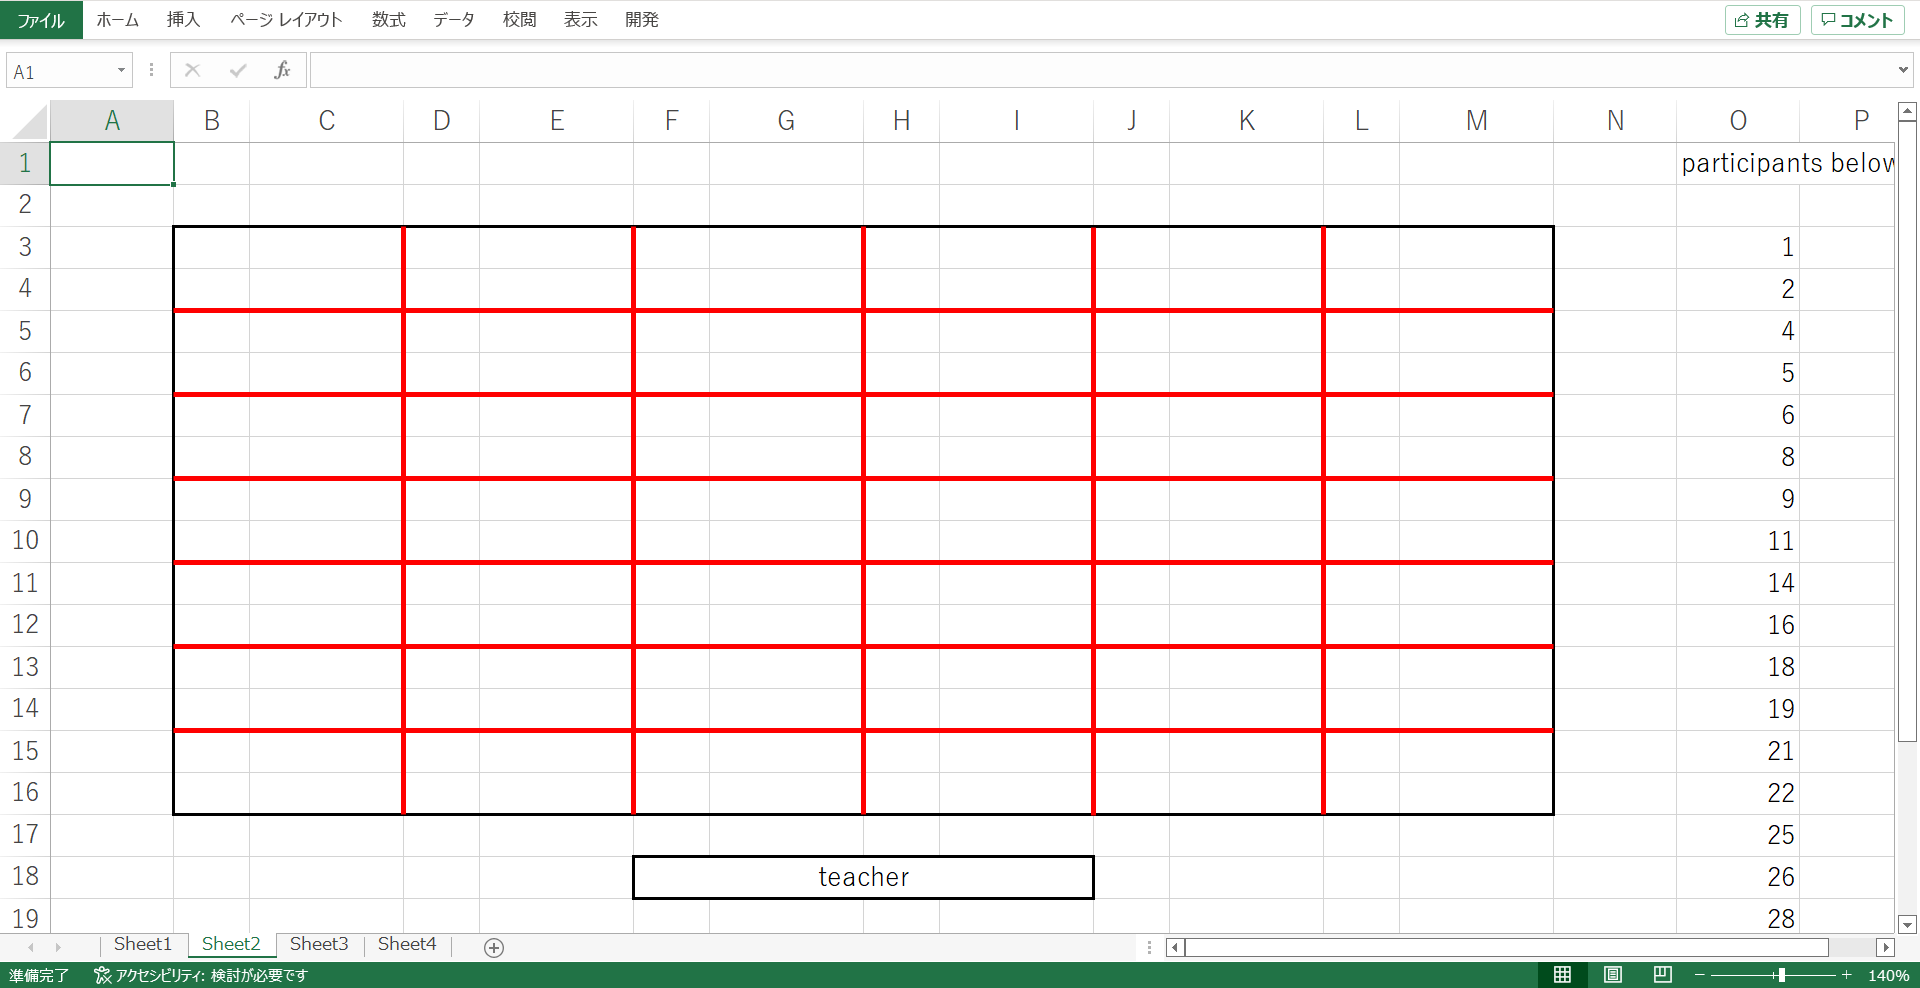 ファイル ホーム 挿入 ページ レイアウト 数式 データ 校閲 表示 開発 共有 コメント
A1 fx
A B C D E F G H I J K L M N O P
1 participants below
2
3 1
4 2
5 4
6 5
7 6
8 8
9 9
10 11
11 14
12 16
13 18
14 19
15 21
16 22
17 25
18 teacher 26
19 28
Sheet1 Sheet2 Sheet3 Sheet4
準備完了 アクセシビリティ: 検討が必要です 140%